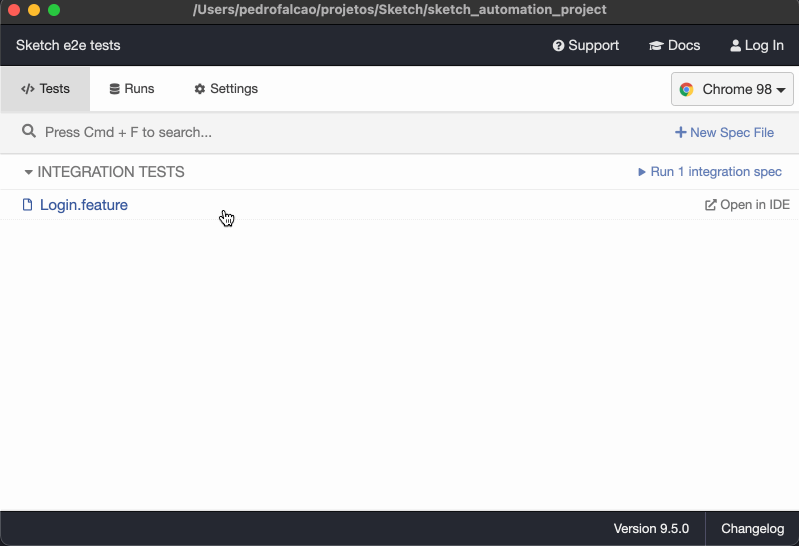 /Users/pedrofalcao/projetos/Sketch/sketch_automation_project
Sketch e2e tests Support Docs Log In
Tests Runs Settings Chrome 98
Press Cmd + F to search... New Spec File
INTEGRATION TESTS Run 1 integration spec
Login.feature Open in IDE
Version 9.5.0 Changelog